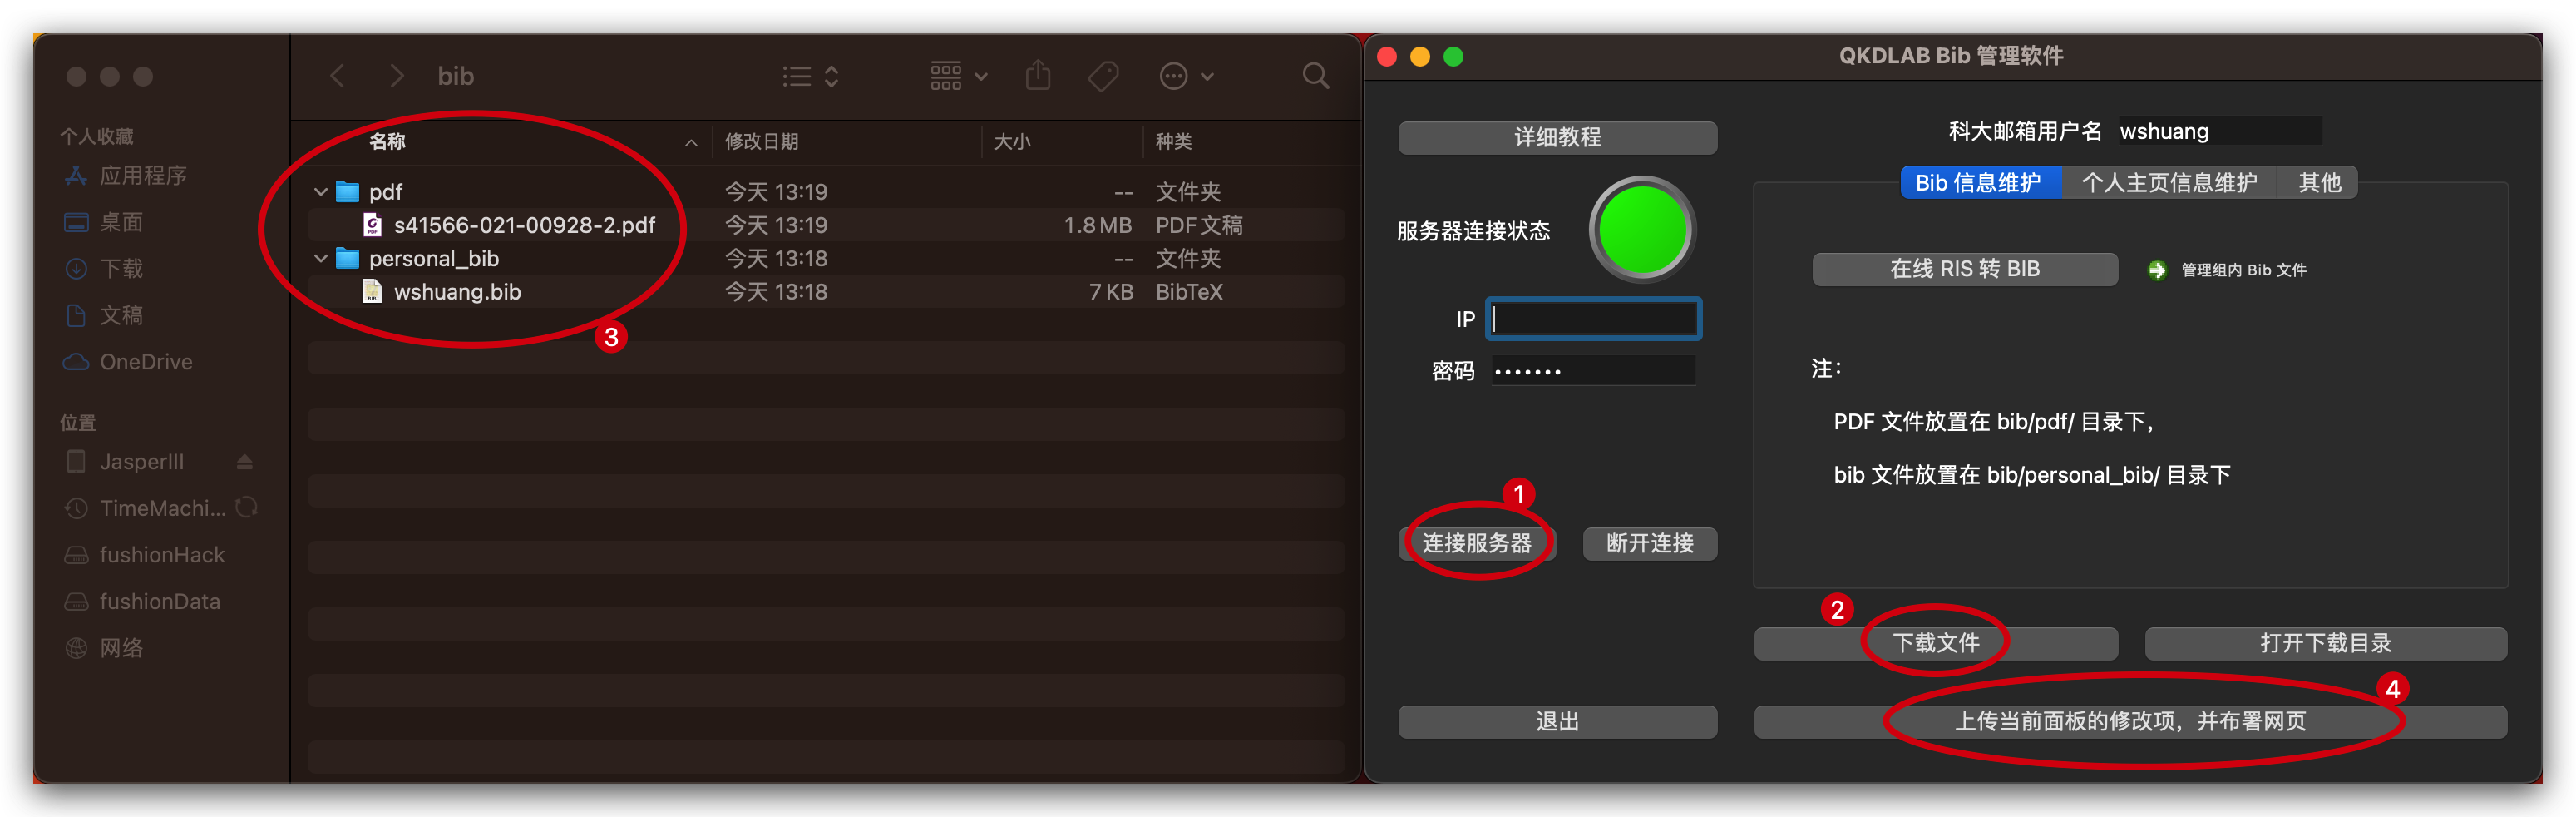 bib
个人收藏
应用程序
桌面
下载
文稿
OneDrive
位置
JasperIII
TimeMachi...
fushionHack
fushionData
网络
名称 修改日期 大小 种类
pdf 今天 13:19 -- 文件夹
s41566-021-00928-2.pdf 今天 13:19 1.8 MB PDF文稿
personal_bib 今天 13:18 -- 文件夹
wshuang.bib 今天 13:18 7 KB BibTeX
3
QKDLAB Bib 管理软件
详细教程
服务器连接状态
IP
密码 •••••••
1
连接服务器 断开连接
退出
科大邮箱用户名 wshuang
Bib 信息维护 个人主页信息维护 其他
在线 RIS 转 BIB 管理组内 Bib 文件
注：
PDF 文件放置在 bib/pdf/ 目录下，
bib 文件放置在 bib/personal_bib/ 目录下
2
下载文件 打开下载目录
4
上传当前面板的修改项，并布署网页